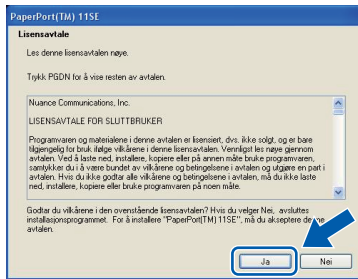 PaperPort(TM) 11SE
Lisensavtale
Les denne lisensavtalen nøye.
Trykk PGDN for å vise resten av avtalen.
Nuance Communications, Inc.
LISENSAVTALE FOR SLUTTBRUKER
Programvaren og materialene i denne avtalen er lisensiert, dvs. ikke solgt, og er bare
tilgjengelig for bruk ifølge vilkårene i denne lisensavtalen. Vennligst les nøye gjennom
avtalen. Ved å laste ned, installere, kopiere eller på annen måte bruke programvaren,
samtykker du i å være bundet av vilkårene og betingelsene i avtalen og utgjøre en part i
avtalen. Hvis du ikke godtar alle vilkårene og betingelsene i avtalen, må du ikke laste
ned, installere, kopiere eller bruke programvaren på noen måte.
Godtar du vilkårene i den ovenstående lisensavtalen? Hvis du velger Nei, avsluttes
installasjonsprogrammet. For å installere "PaperPort(TM) 11SE", må du akseptere denne
avtalen.
Ja
Nei